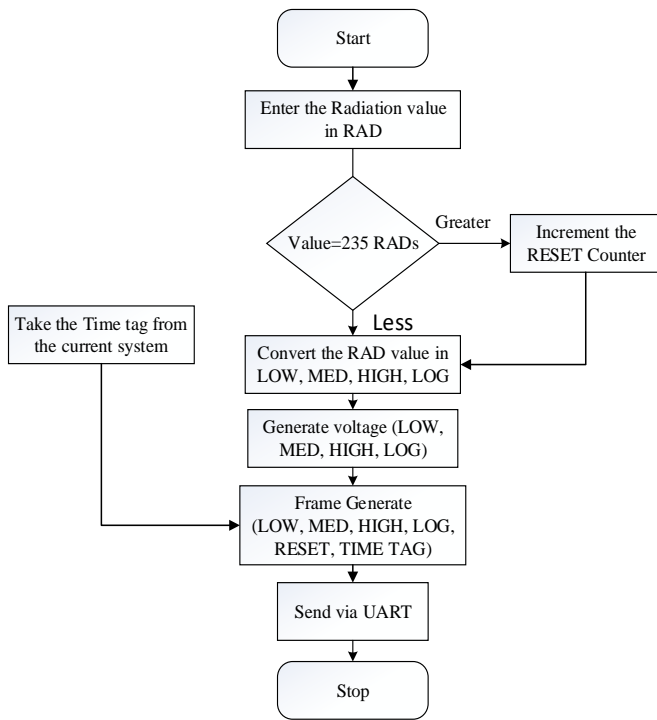 Start
Enter the Radiation value
in RAD
Value=235 RADs
Greater
Increment the
RESET Counter
Less
Take the Time tag from
the current system
Convert the RAD value in
LOW, MED, HIGH, LOG
Generate voltage (LOW,
MED, HIGH, LOG)
Frame Generate
(LOW, MED, HIGH, LOG,
RESET, TIME TAG)
Send via UART
Stop